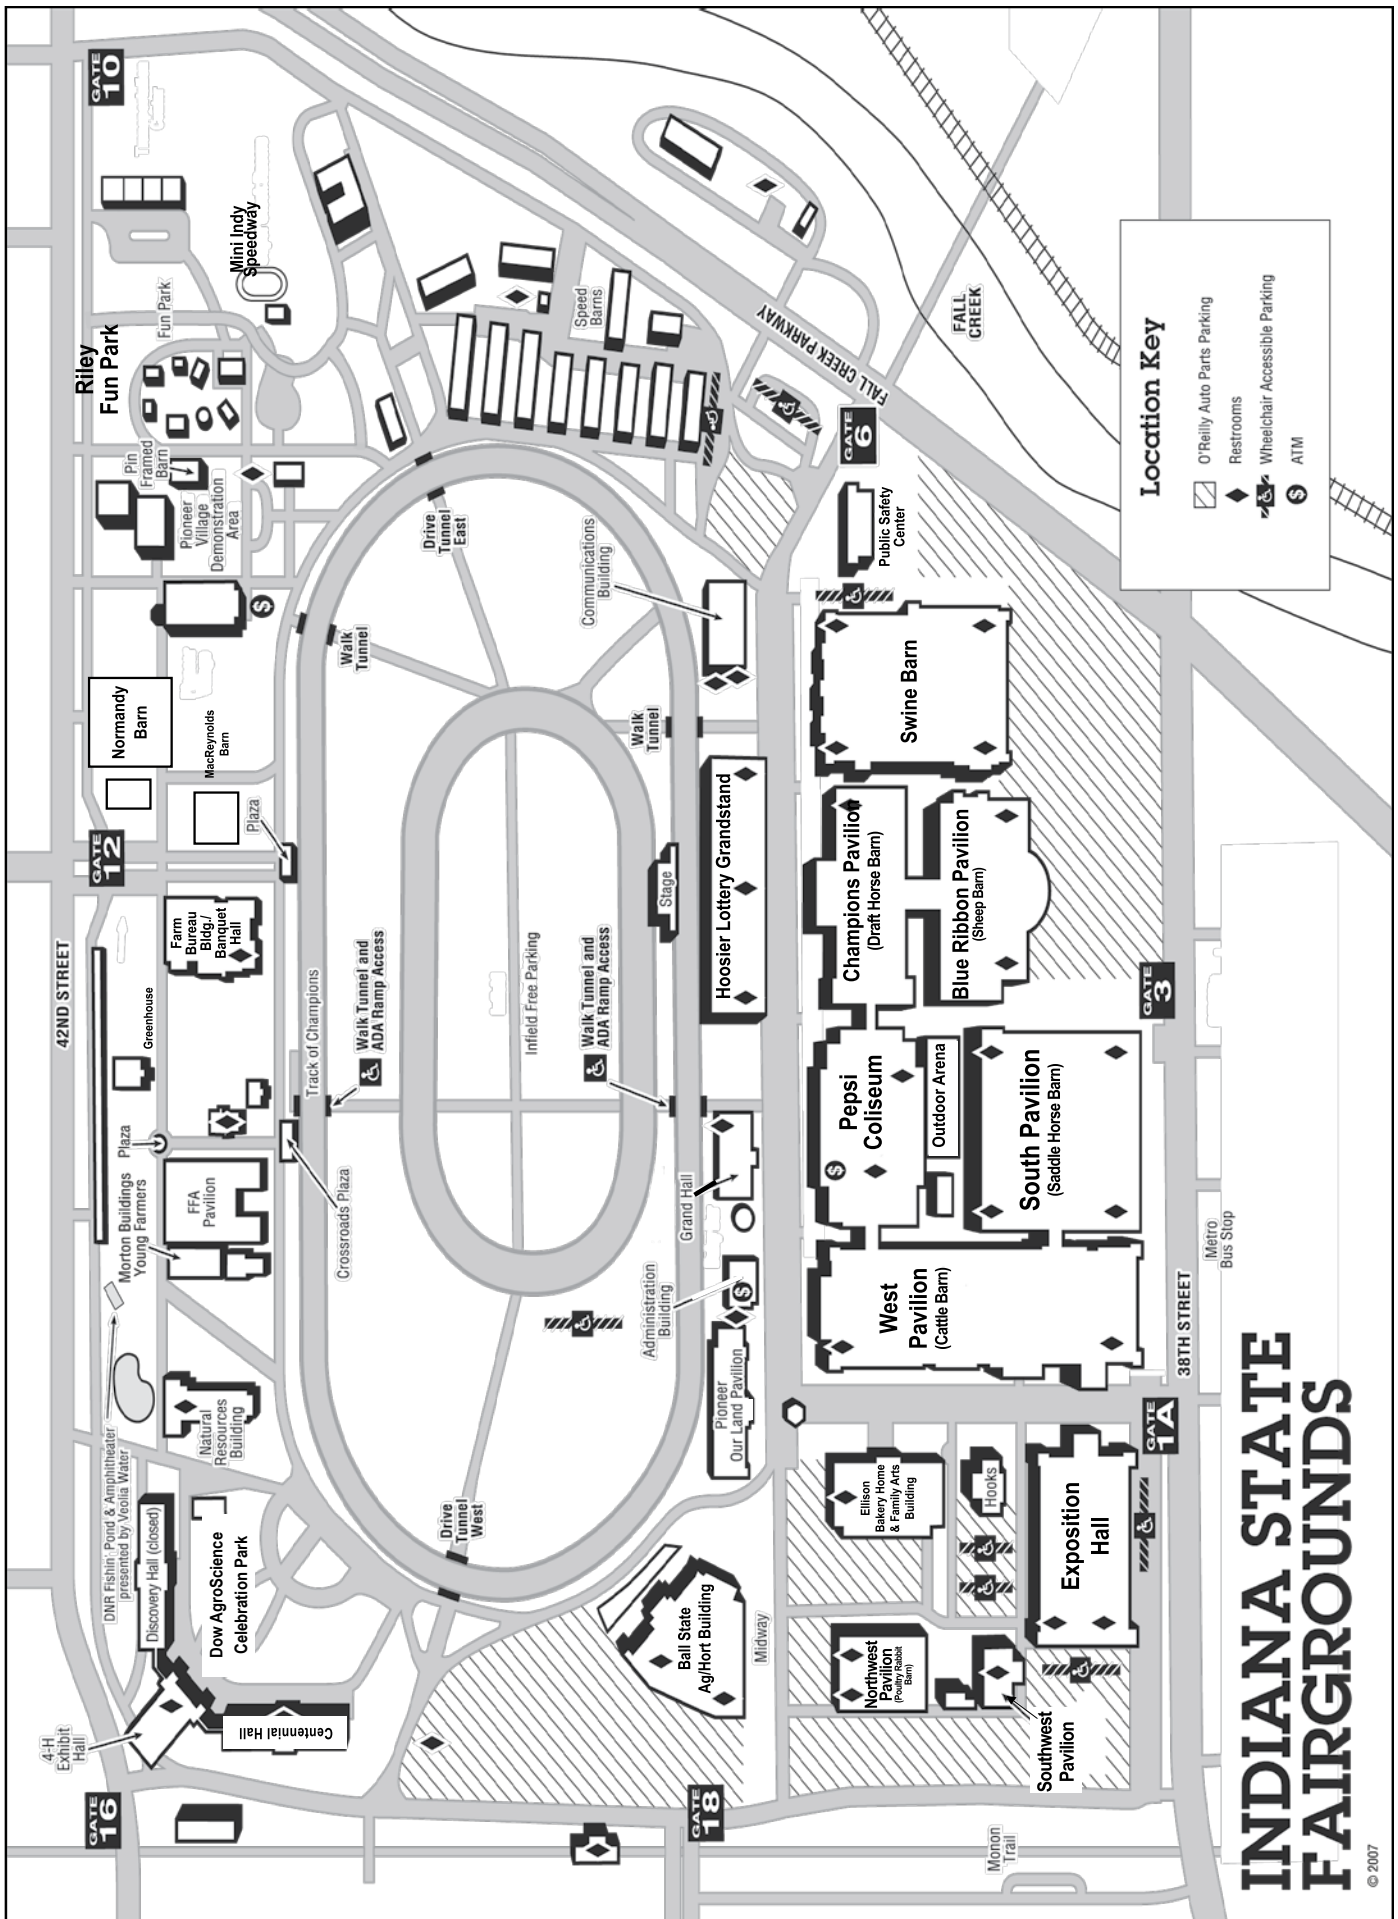 GATE
10
Mini Indy
Speedway
Fun Park
Riley
Fun Park
Pin
Framed
Barn
Pioneer
Village
Demonstration
Area
Speed
Barns
Drive
Tunnel
East
Walk
Tunnel
Communications
Building
FALL CREEK PARKWAY
FALL
CREEK
GATE
6
Public Safety
Center
Location Key
O'Reilly Auto Parts Parking
Restrooms
Wheelchair Accessible Parking
$
ATM
$
Normandy
Barn
MacReynolds
Barn
Plaza
Walk
Tunnel
Swine Barn
GATE
12
42ND STREET
Farm
Bureau
Bldg./
Banquet
Hall
Greenhouse
Track of Champions
Walk Tunnel and
ADA Ramp Access
Infield Free Parking
Walk Tunnel and
ADA Ramp Access
Stage
Hoosier Lottery Grandstand
Champions Pavilion
(Draft Horse Barn)
Blue Ribbon Pavilion
(Sheep Barn)
GATE
3
Plaza
Morton Buildings
Young Farmers
FFA
Pavilion
Crossroads Plaza
Grand Hall
Administration
Building
$
Pepsi
Coliseum
$
Outdoor Arena
South Pavilion
(Saddle Horse Barn)
West
Pavilion
(Cattle Barn)
Metro
Bus Stop
38TH STREET
DNR Fishin' Pond & Amphitheater
presented by Veolia Water
Natural
Resources
Building
Pioneer
Our Land Pavilion
GATE
1A
Discovery Hall (closed)
Dow AgroScience
Celebration Park
Drive
Tunnel
West
Ellison
Bakery Home
& Family Arts
Building
Hooks
Exposition
Hall
4-H
Exhibit
Hall
Centennial Hall
Ball State
Ag/Hort Building
Midway
Northwest
Pavilion
(Poultry Rabbit
Barn)
Southwest
Pavilion
GATE
16
GATE
18
Monon
Trail
INDIANA STATE
FAIRGROUNDS
© 2007